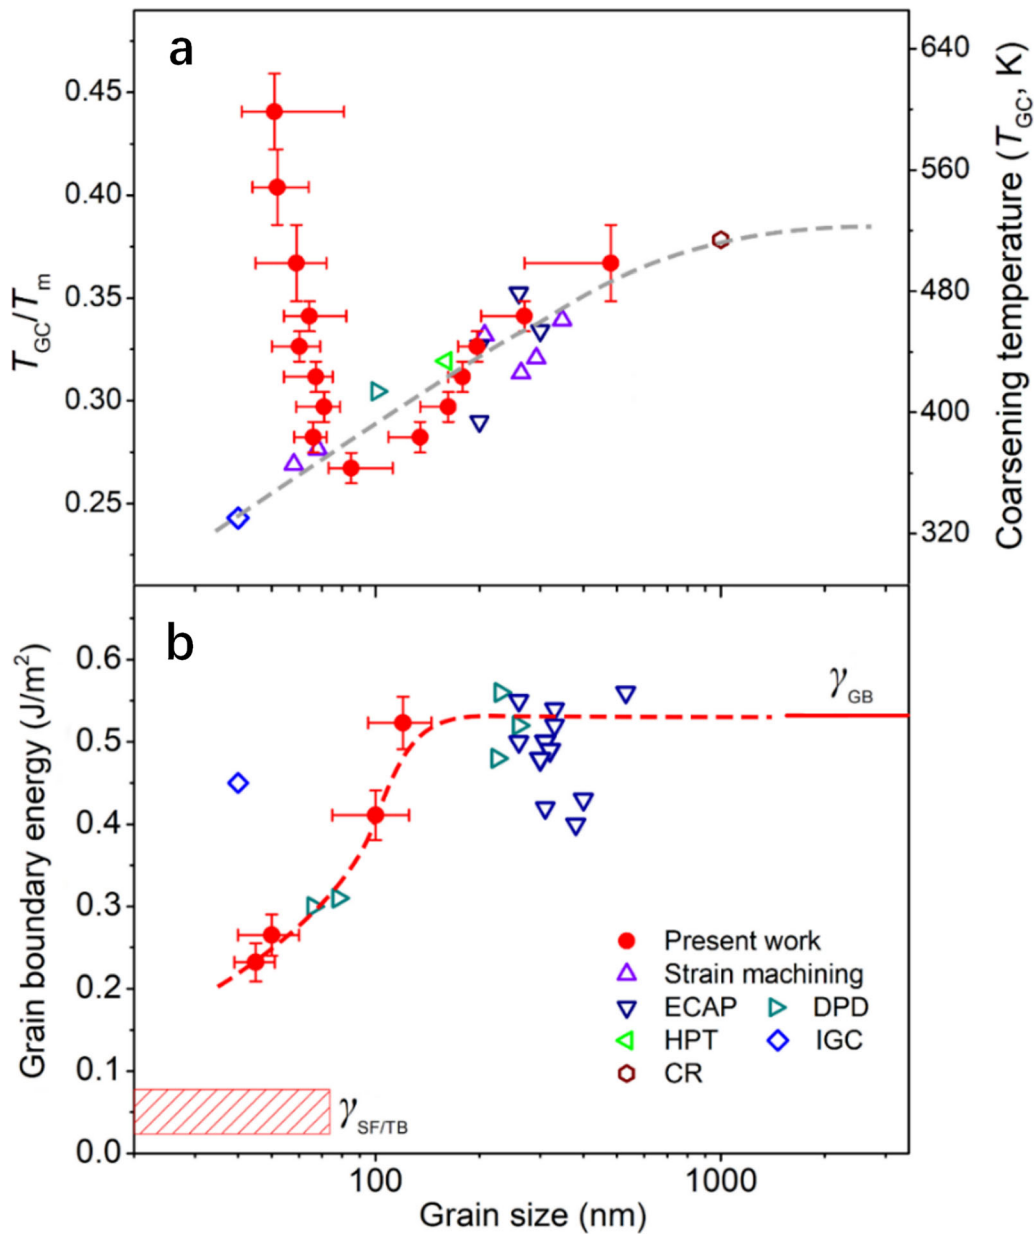 a
T_GC/T_m
0.45
0.40
0.35
0.30
0.25
Coarsening temperature (T_GC, K)
640
560
480
400
320
b
Grain boundary energy (J/m²)
0.6
0.5
0.4
0.3
0.2
0.1
0.0
γ_GB
Present work
Strain machining
ECAP DPD
HPT IGC
CR
γ_SF/TB
100 1000
Grain size (nm)